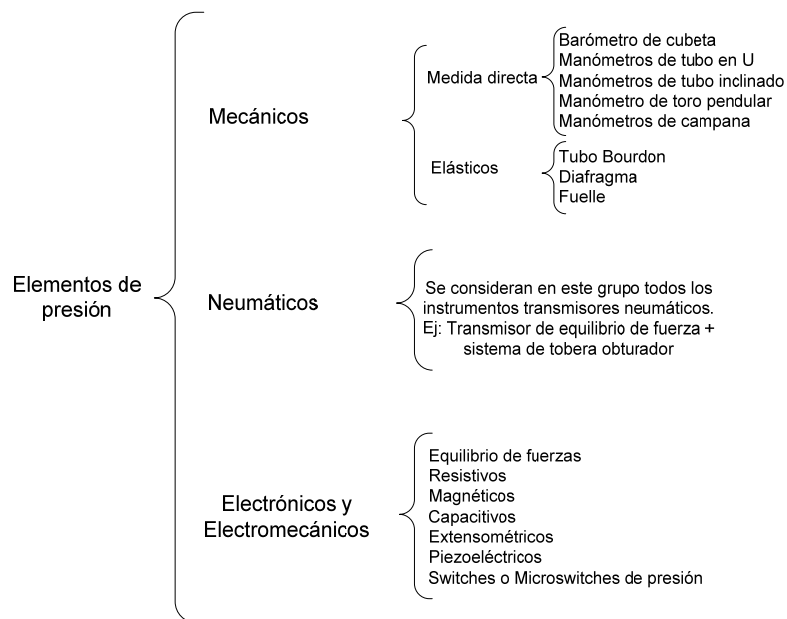 Elementos de
presión
Mecánicos
Medida directa
Barómetro de cubeta
Manómetros de tubo en U
Manómetros de tubo inclinado
Manómetro de toro pendular
Manómetros de campana
Elásticos
Tubo Bourdon
Diafragma
Fuelle
Neumáticos
Se consideran en este grupo todos los
instrumentos transmisores neumáticos.
Ej: Transmisor de equilibrio de fuerza +
sistema de tobera obturador
Electrónicos y
Electromecánicos
Equilibrio de fuerzas
Resistivos
Magnéticos
Capacitivos
Extensométricos
Piezoeléctricos
Switches o Microswitches de presión